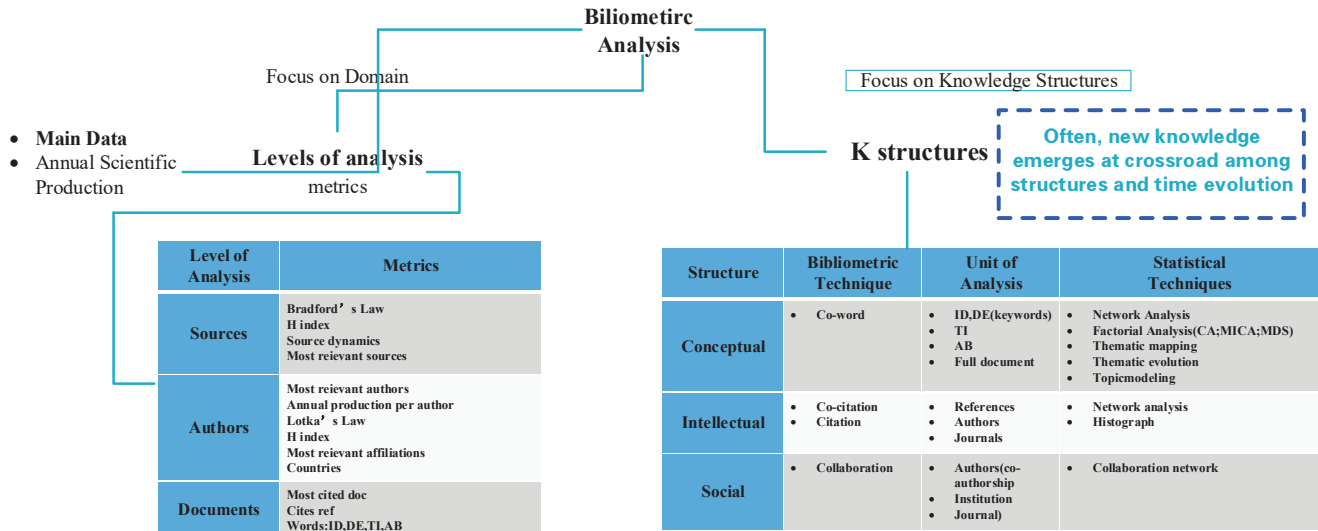 Biliometirc
Analysis
Focus on Domain
Focus on Knowledge Structures
• Main Data
• Annual Scientific
Production
Levels of analysis
metrics
K structures
Often, new knowledge
emerges at crossroad among
structures and time evolution
Level of
Analysis
Metrics
Sources
Bradford’s Law
H index
Source dynamics
Most reievant sources
Authors
Most reievant authors
Annual production per author
Lotka’s Law
H index
Most reievant affiliations
Countries
Documents
Most cited doc
Cites ref
Words:ID,DE,TI,AB
Structure
Bibliometric
Technique
Unit of
Analysis
Statistical
Techniques
Conceptual
• Co-word
• ID,DE(keywords)
• TI
• AB
• Full document
• Network Analysis
• Factorial Analysis(CA;MICA;MDS)
• Thematic mapping
• Thematic evolution
• Topicmodeling
Intellectual
• Co-citation
• Citation
• References
• Authors
• Journals
• Network analysis
• Histograph
Social
• Collaboration
• Authors(co-
authorship
• Institution
• Journal)
• Collaboration network